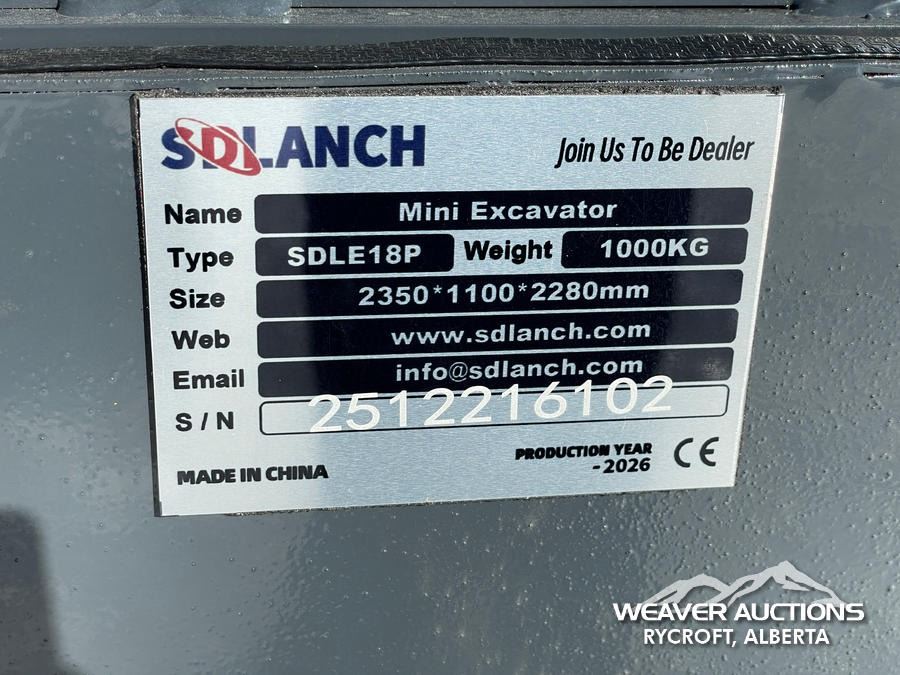 SDLANCH
Join Us To Be Dealer
Name Mini Excavator
Type SDLE18P Weight 1000KG
Size 2350*1100*2280mm
Web www.sdlanch.com
Email info@sdlanch.com
S / N 2512216102
PRODUCTION YEAR
-2026
CE
MADE IN CHINA
WEAVER AUCTIONS
RYCROFT, ALBERTA